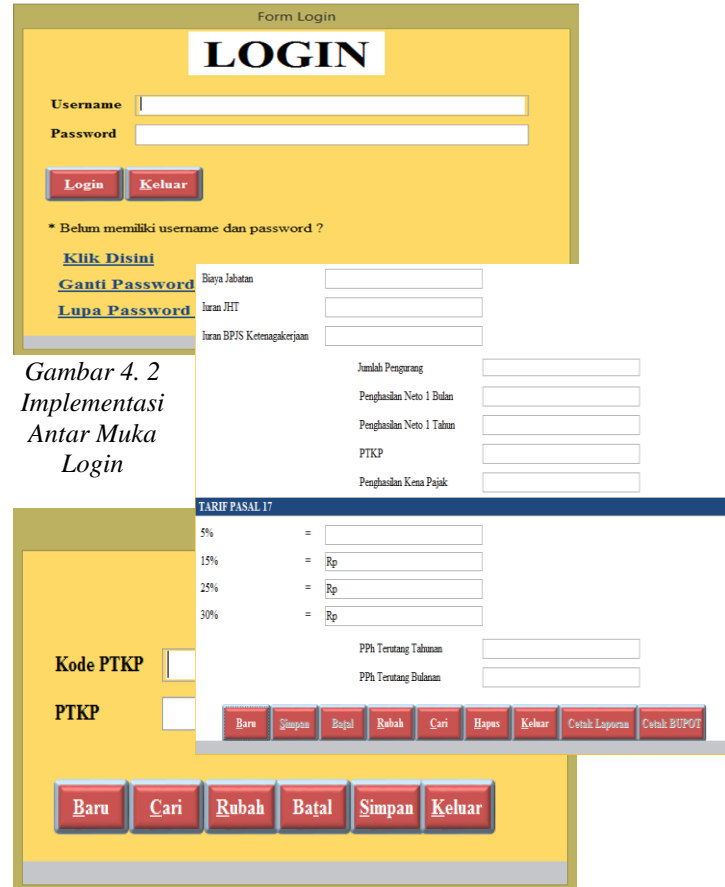 Form Login
LOGIN
Username
Password
Login Keluar
* Belum memiliki username dan password ?
Klik Disini
Ganti Password
Lupa Password
Gambar 4. 2
Implementasi
Antar Muka
Login
Biaya Jabatan
Iuran JHT
Iuran BPJS Ketenagakerjaan
Jumlah Pengurang
Penghasilan Neto 1 Bulan
Penghasilan Neto 1 Tahun
PTKP
Penghasilan Kena Pajak
TARIF PASAL 17
5% =
15% = Rp
25% = Rp
30% = Rp
PPh Terutang Tahunan
PPh Terutang Bulanan
Baru Simpan Batal Rubah Cari Hapus Keluar Cetak Laporan Cetak BUPOT
Kode PTKP
PTKP
Baru Cari Rubah Batal Simpan Keluar